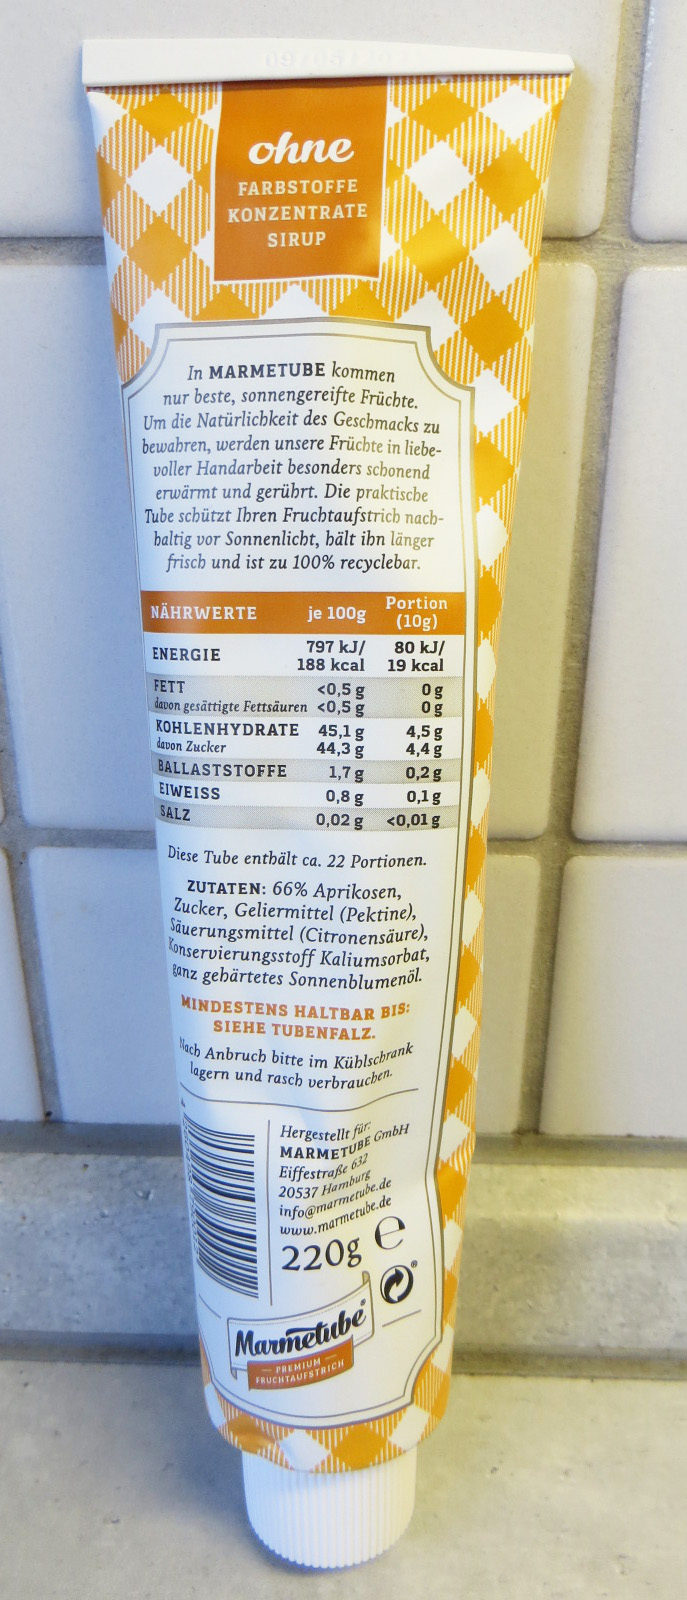 09/05/20
ohne
FARBSTOFFE
KONZENTRATE
SIRUP
In MARMETUBE kommen
nur beste, sonnengereifte Früchte.
Um die Natürlichkeit des Geschmacks zu
bewahren, werden unsere Früchte in liebe-
voller Handarbeit besonders schonend
erwärmt und gerührt. Die praktische
Tube schützt Ihren Fruchtaufstrich nach-
haltig vor Sonnenlicht, hält ihn länger
frisch und ist zu 100% recyclebar.
NÄHRWERTE je 100g Portion (10g)
ENERGIE 797 kJ/ 188 kcal 80 kJ/ 19 kcal
FETT <0,5 g 0 g
davon gesättigte Fettsäuren <0,5 g 0 g
KOHLENHYDRATE 45,1 g 4,5 g
davon Zucker 44,3 g 4,4 g
BALLASTSTOFFE 1,7 g 0,2 g
EIWEISS 0,8 g 0,1 g
SALZ 0,02 g <0,01 g
Diese Tube enthält ca. 22 Portionen.
ZUTATEN: 66% Aprikosen,
Zucker, Geliermittel (Pektine),
Säuerungsmittel (Citronensäure),
Konservierungsstoff Kaliumsorbat,
ganz gehärtetes Sonnenblumenöl.
MINDESTENS HALTBAR BIS:
SIEHE TUBENFALZ.
Nach Anbruch bitte im Kühlschrank
lagern und rasch verbrauchen.
Hergestellt für:
MARMETUBE GmbH
Eiffestraße 632
20537 Hamburg
info@marmetube.de
www.marmetube.de
220g ℮
Marmetube®
PREMIUM
FRUCHTAUFSTRICH